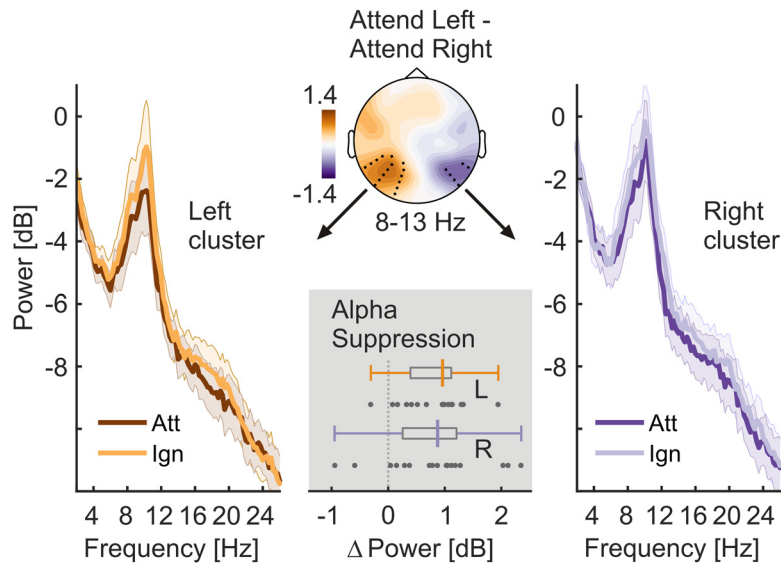 Attend Left -
Attend Right
1.4
-1.4
8-13 Hz
0
-2
-4
-6
-8
Power [dB]
Left
cluster
Att
Ign
4 8 12 16 20 24
Frequency [Hz]
Alpha
Suppression
L
R
-1 0 1 2
Δ Power [dB]
0
-2
-4
-6
-8
Right
cluster
Att
Ign
4 8 12 16 20 24
Frequency [Hz]